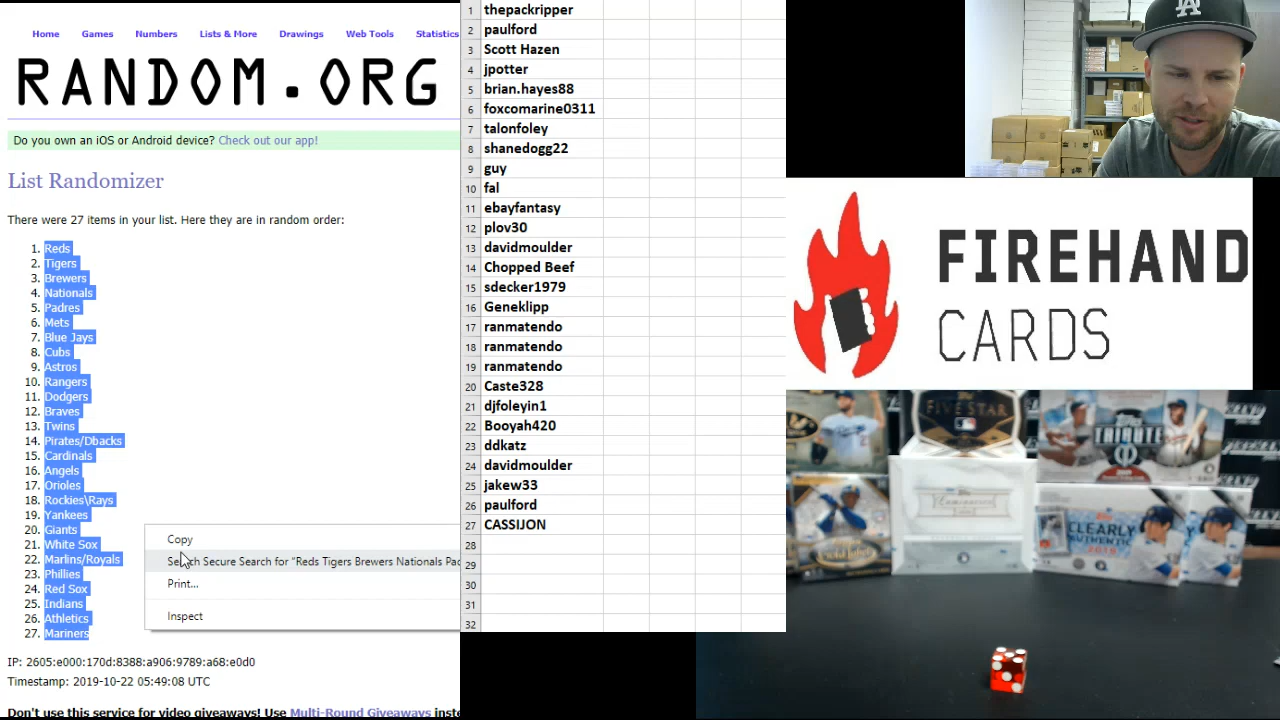 Home Games Numbers Lists & More Drawings Web Tools Statistics
RANDOM.ORG
Do you own an iOS or Android device? Check out our app!
List Randomizer
There were 27 items in your list. Here they are in random order:
1. Reds
2. Tigers
3. Brewers
4. Nationals
5. Padres
6. Mets
7. Blue Jays
8. Cubs
9. Astros
10. Rangers
11. Dodgers
12. Braves
13. Twins
14. Pirates/Dbacks
15. Cardinals
16. Angels
17. Orioles
18. Rockies\Rays
19. Yankees
20. Giants
21. White Sox
22. Marlins/Royals
23. Phillies
24. Red Sox
25. Indians
26. Athletics
27. Mariners
Copy
Search Secure Search for "Reds Tigers Brewers Nationals Pad
Print...
Inspect
IP: 2605:e000:170d:8388:a906:9789:a68:e0d0
Timestamp: 2019-10-22 05:49:08 UTC
Don't use this service for video giveaways! Use Multi-Round Giveaways inste
1 thepackripper
2 paulford
3 Scott Hazen
4 jpotter
5 brian.hayes88
6 foxcomarine0311
7 talonfoley
8 shanedogg22
9 guy
10 fal
11 ebayfantasy
12 plov30
13 davidmoulder
14 Chopped Beef
15 sdecker1979
16 Geneklipp
17 ranmatendo
18 ranmatendo
19 ranmatendo
20 Caste328
21 djfoleyin1
22 Booyah420
23 ddkatz
24 davidmoulder
25 jakew33
26 paulford
27 CASSIJON
28
29
30
31
32
LA
FIREHAND
CARDS
FIVE STAR
TRIBUTE
CLEARLY
AUTHENTIC
2019